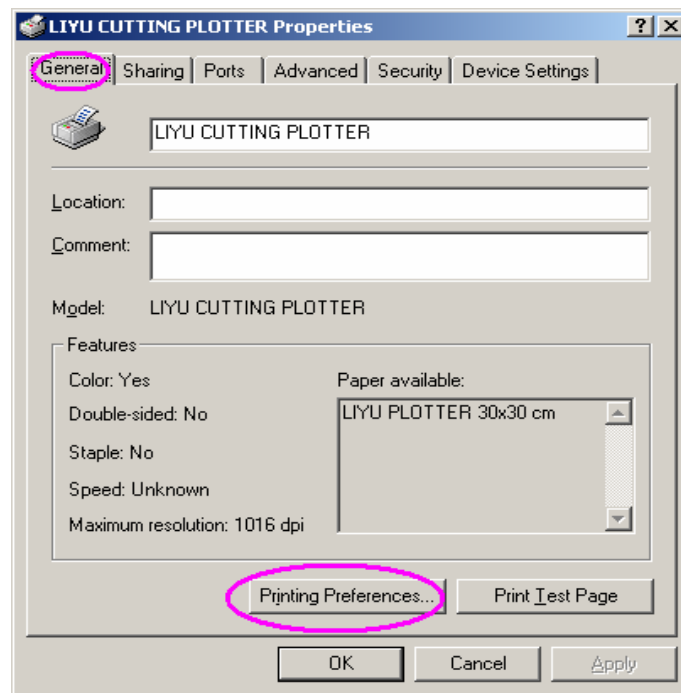 LIYU CUTTING PLOTTER Properties
General Sharing Ports Advanced Security Device Settings
LIYU CUTTING PLOTTER
Location:
Comment:
Model: LIYU CUTTING PLOTTER
Features
Color: Yes Paper available:
Double-sided: No LIYU PLOTTER 30x30 cm
Staple: No
Speed: Unknown
Maximum resolution: 1016 dpi
Printing Preferences... Print Test Page
OK Cancel Apply